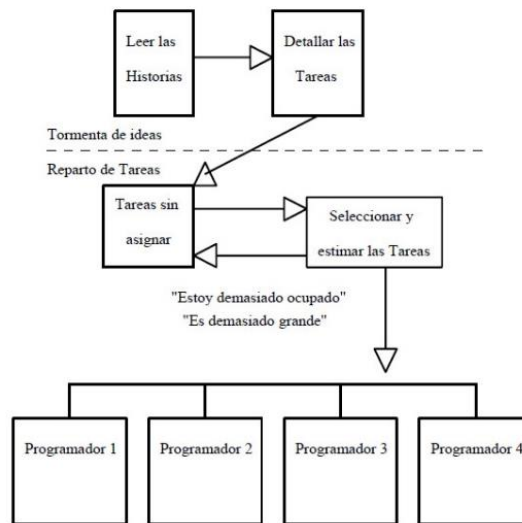 Leer las
Historias
Detallar las
Tareas
Tormenta de ideas
Reparto de Tareas
Tareas sin
asignar
Seleccionar y
estimar las Tareas
"Estoy demasiado ocupado"
"Es demasiado grande"
Programador 1
Programador 2
Programador 3
Programador 4